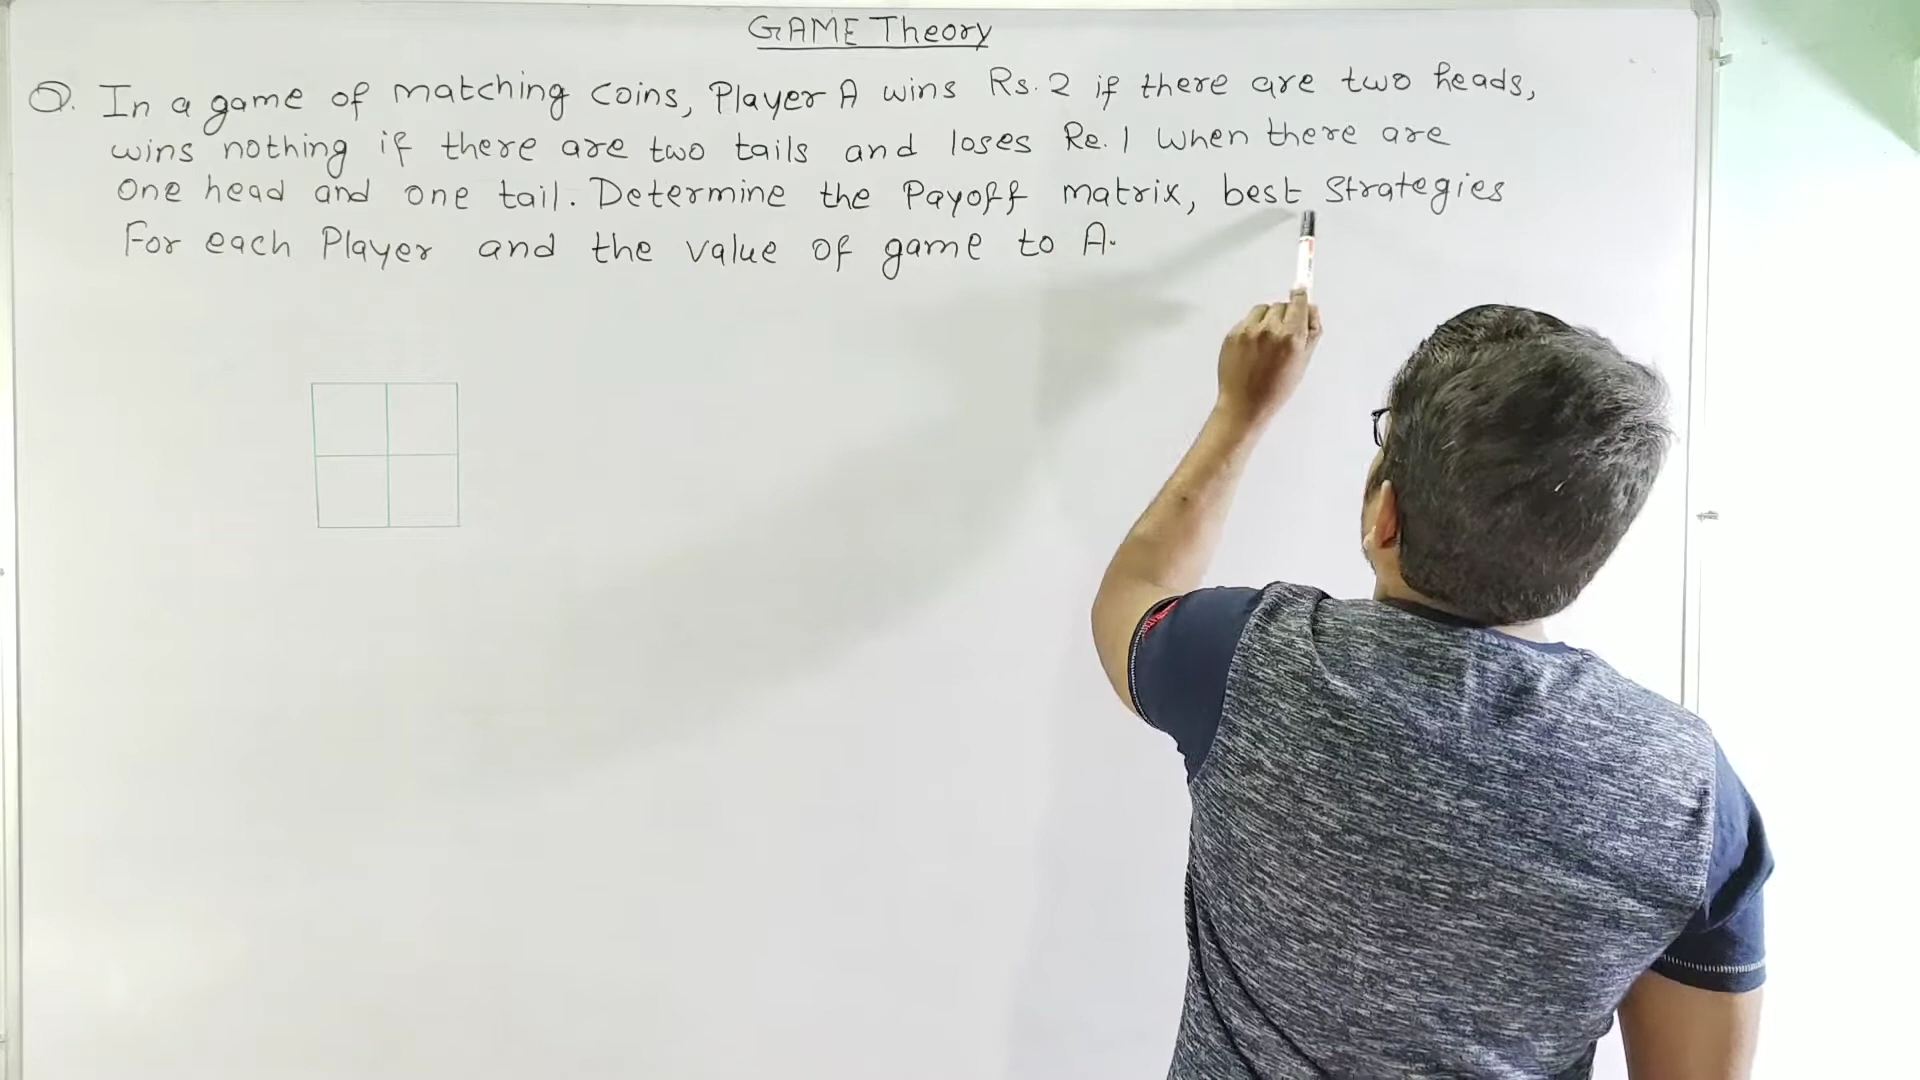 GAME Theory
Q. In a game of matching coins, Player A wins Rs. 2 if there are two heads,
wins nothing if there are two tails and loses Re. 1 when there are
one head and one tail. Determine the Payoff matrix, best strategies
For each Player and the value of game to A.